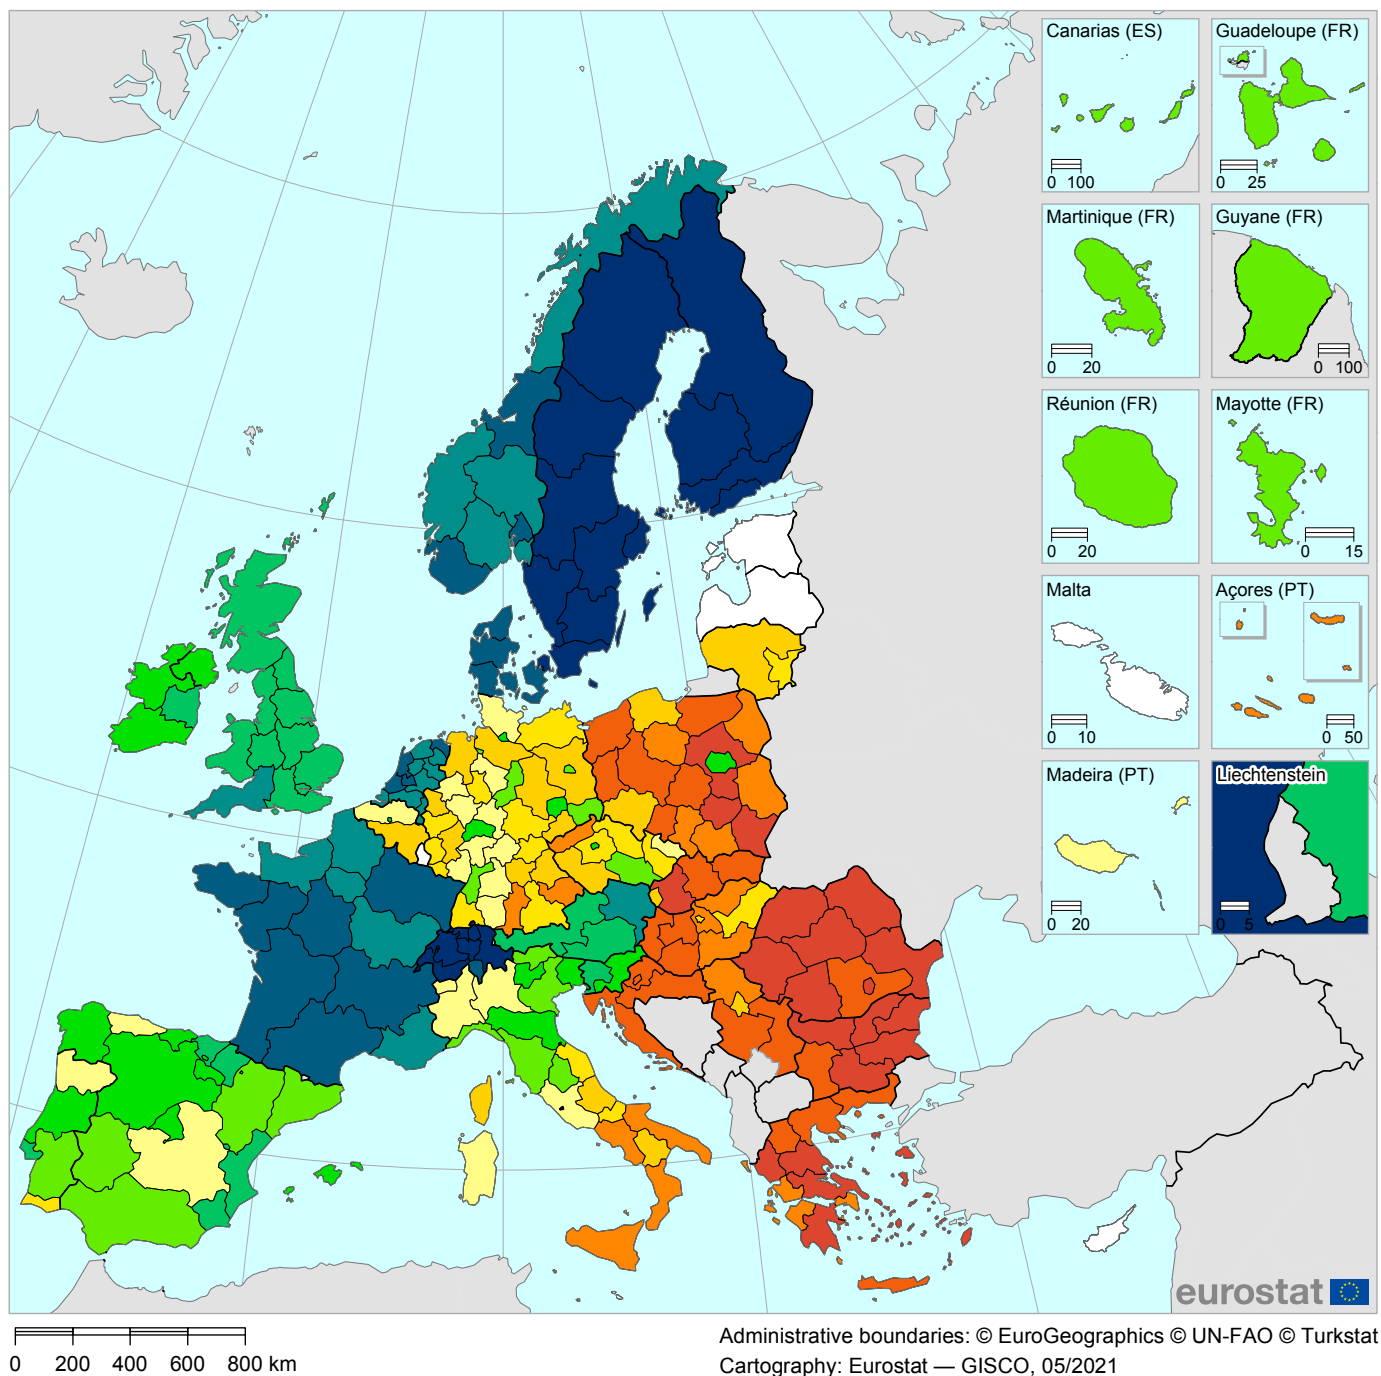 Canarias (ES)
0 100
Guadeloupe (FR)
0 25
Martinique (FR)
0 20
Guyane (FR)
0 100
Réunion (FR)
0 20
Mayotte (FR)
0 15
Malta
0 10
Açores (PT)
0 50
Madeira (PT)
0 20
Liechtenstein
0 5
eurostat
0 200 400 600 800 km
Administrative boundaries: © EuroGeographics © UN-FAO © Turkstat
Cartography: Eurostat — GISCO, 05/2021